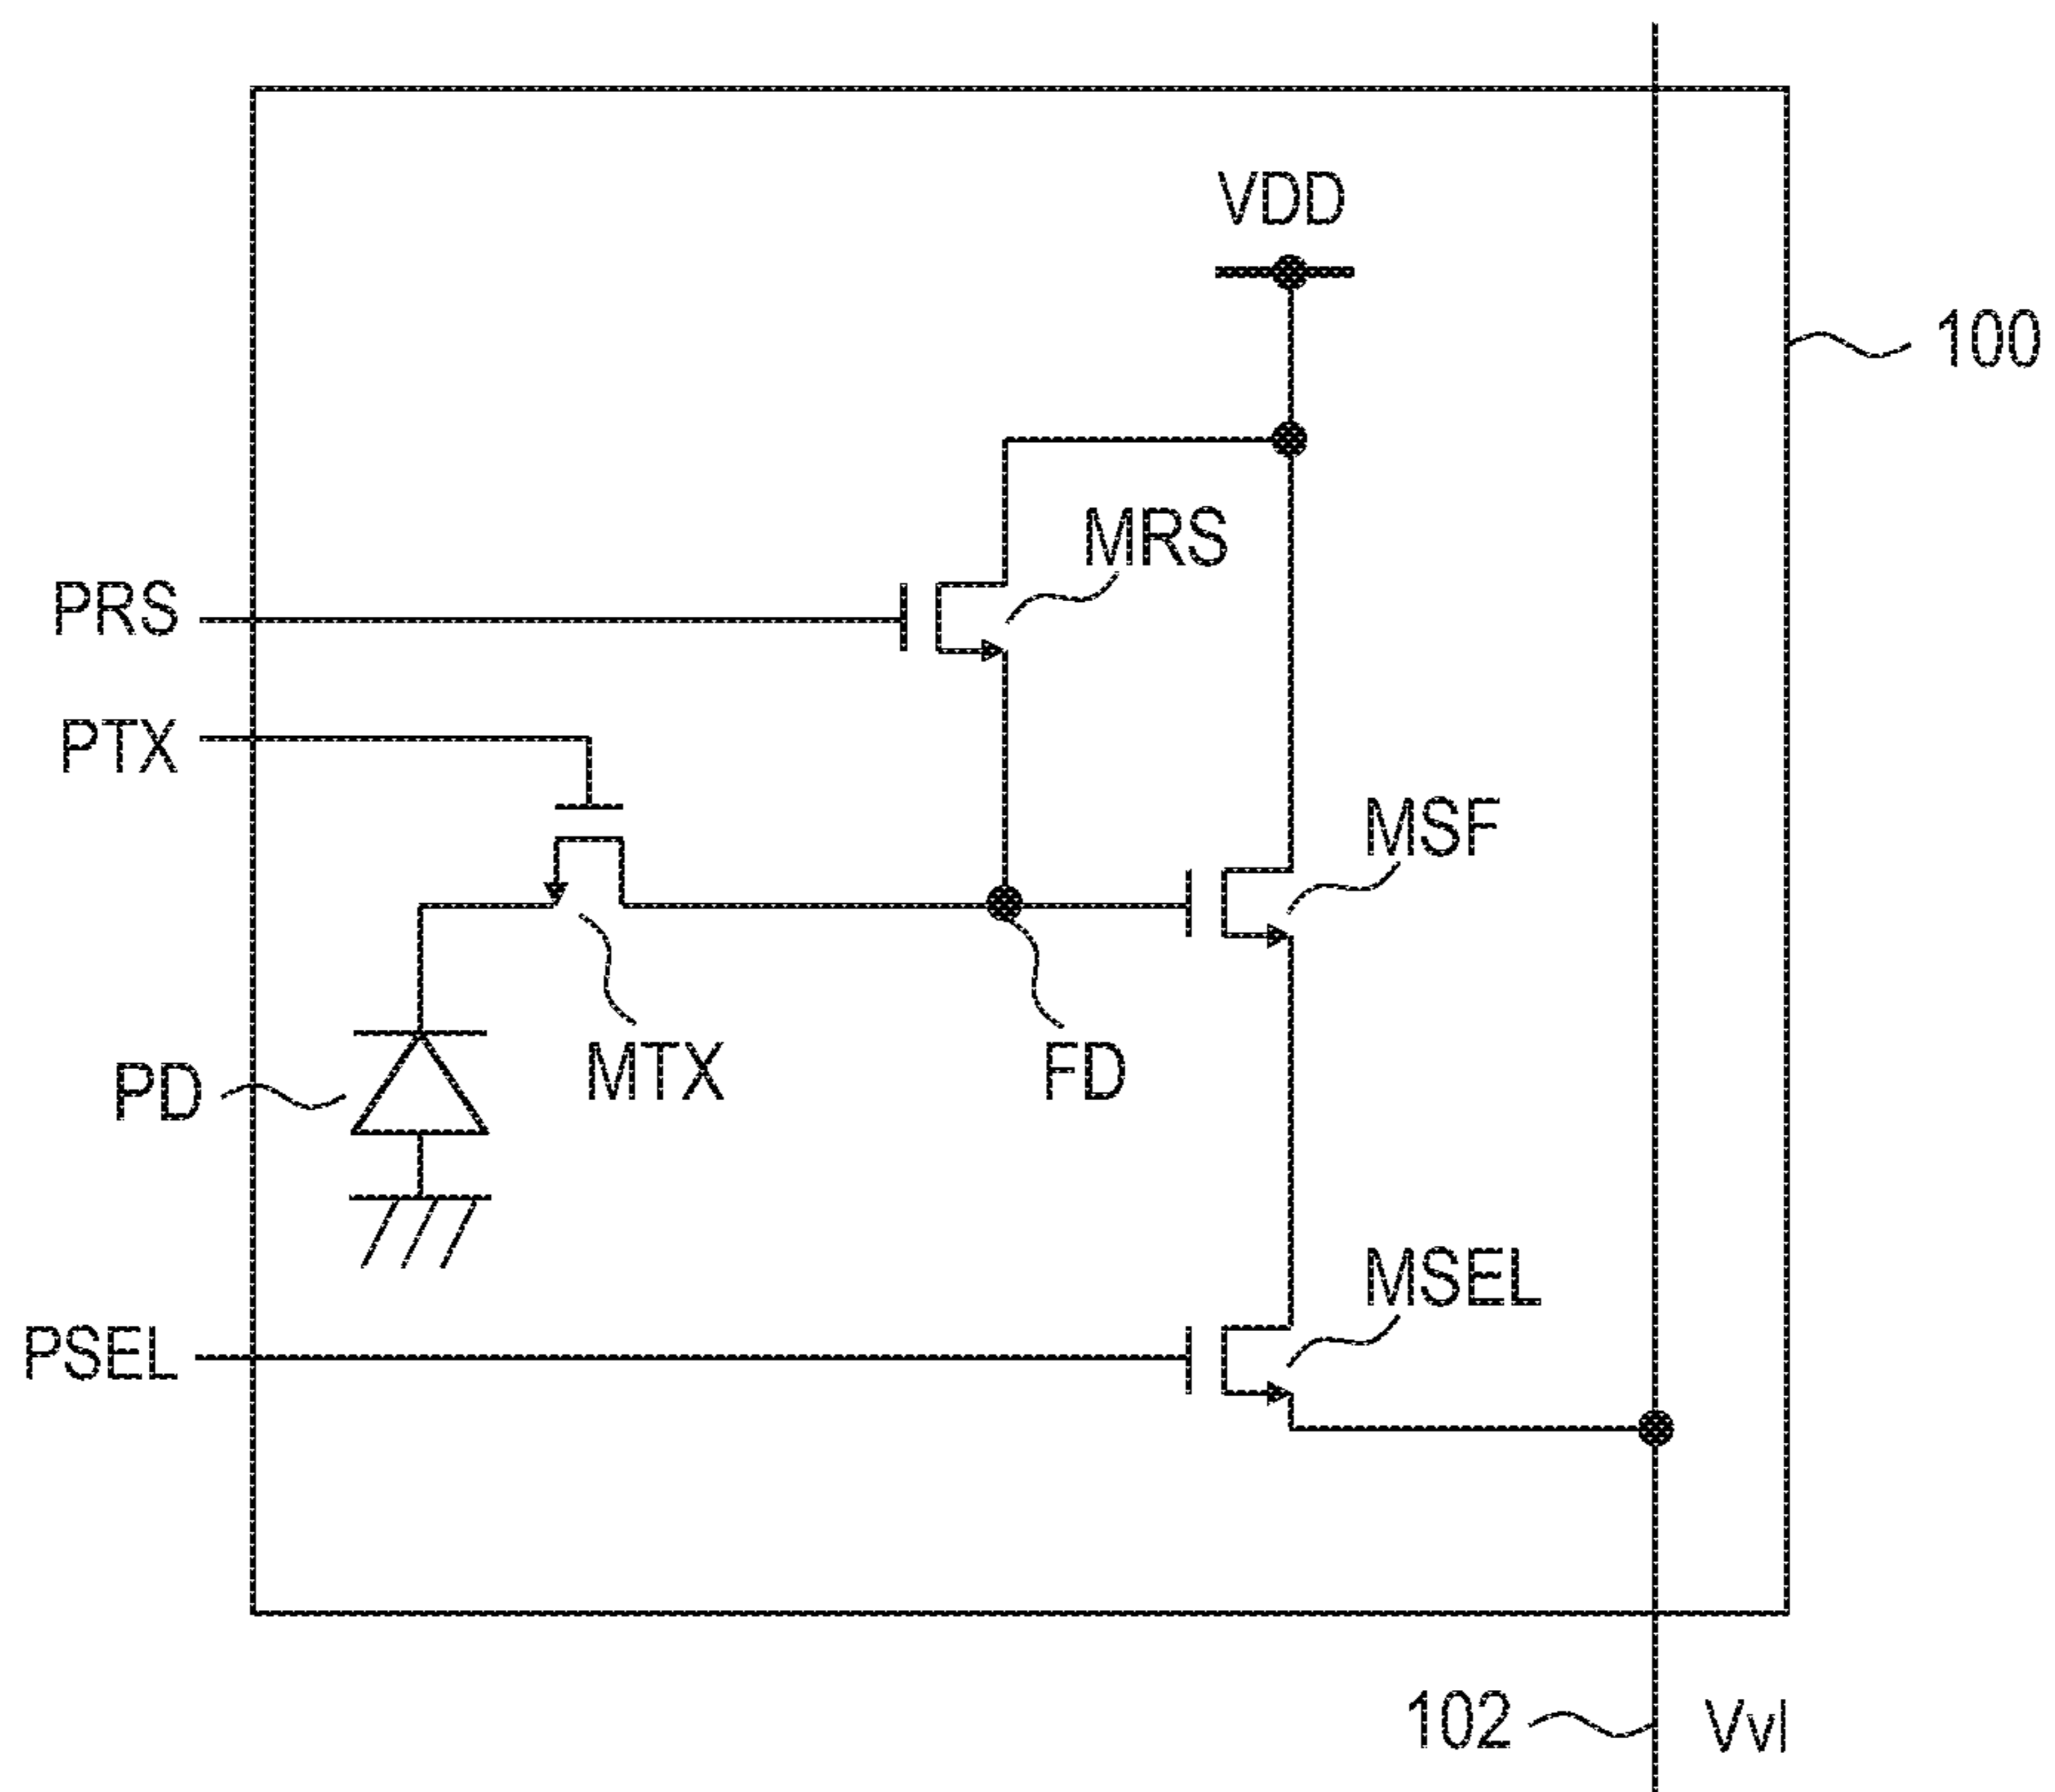 VDD
100
MRS
PRS
PTX
MSF
MTX
FD
PD
MSEL
PSEL
102
Vvl